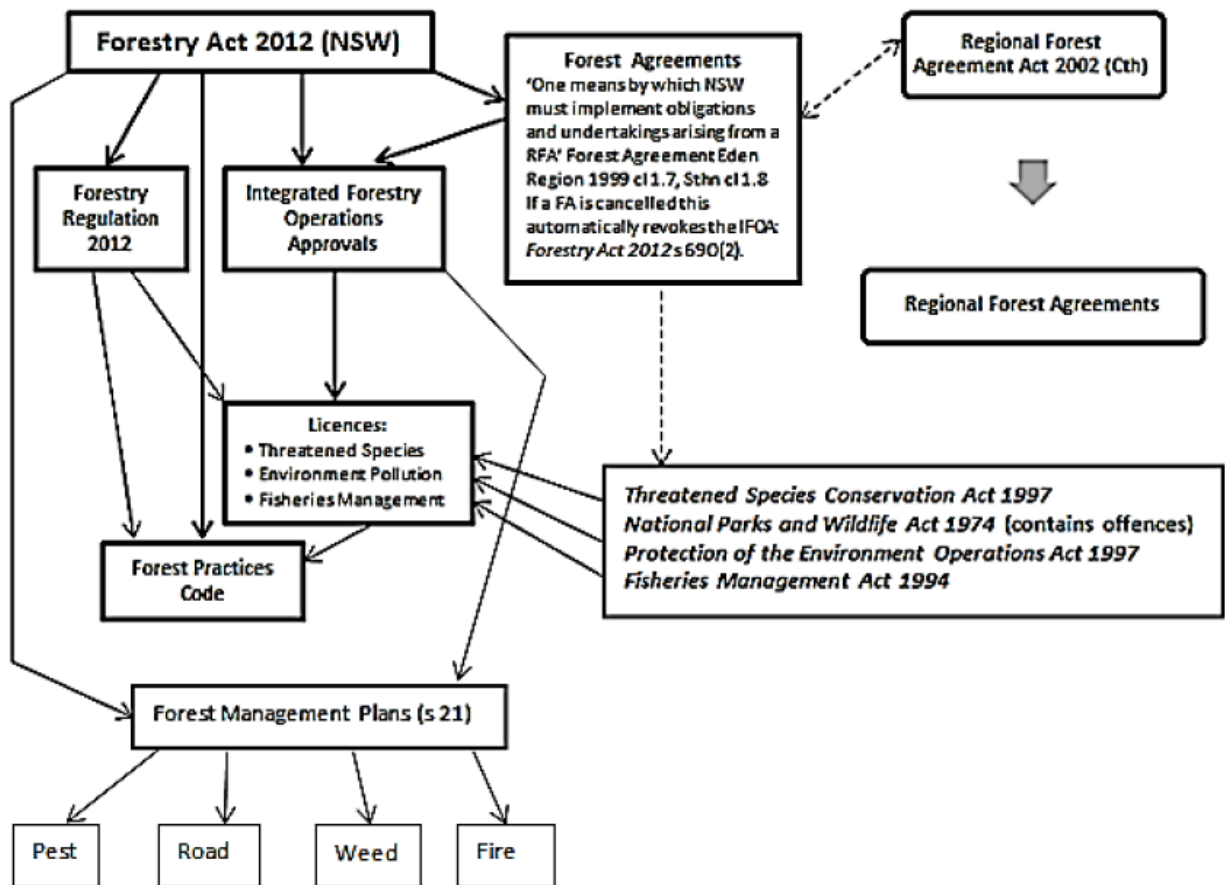 Forestry Act 2012 (NSW)
Forest Agreements
'One means by which NSW
must implement obligations
and undertakings arising from a
RFA' Forest Agreement Eden
Region 1999 cl 1.7, Sthn cl 1.8
If a FA is cancelled this
automatically revokes the IFOA:
Forestry Act 2012 s 69O(2).
Regional Forest
Agreement Act 2002 (Cth)
Forestry
Regulation
2012
Integrated Forestry
Operations
Approvals
Regional Forest Agreements
Licences:
• Threatened Species
• Environment Pollution
• Fisheries Management
Threatened Species Conservation Act 1997
National Parks and Wildlife Act 1974 (contains offences)
Protection of the Environment Operations Act 1997
Fisheries Management Act 1994
Forest Practices
Code
Forest Management Plans (s 21)
Pest
Road
Weed
Fire